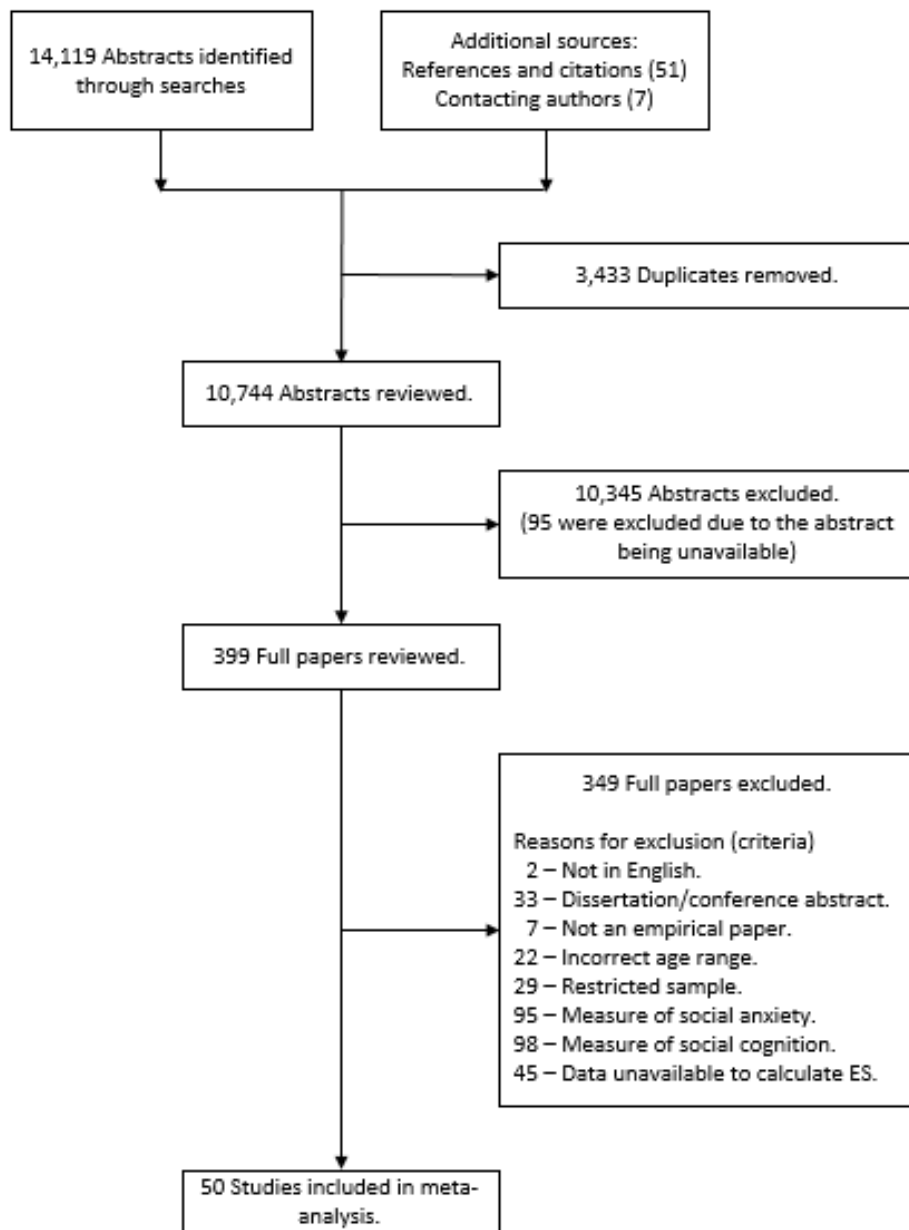 14,119 Abstracts identified
through searches
Additional sources:
References and citations (51)
Contacting authors (7)
3,433 Duplicates removed.
10,744 Abstracts reviewed.
10,345 Abstracts excluded.
(95 were excluded due to the abstract
being unavailable)
399 Full papers reviewed.
349 Full papers excluded.
Reasons for exclusion (criteria)
2 – Not in English.
33 – Dissertation/conference abstract.
7 – Not an empirical paper.
22 – Incorrect age range.
29 – Restricted sample.
95 – Measure of social anxiety.
98 – Measure of social cognition.
45 – Data unavailable to calculate ES.
50 Studies included in meta-
analysis.